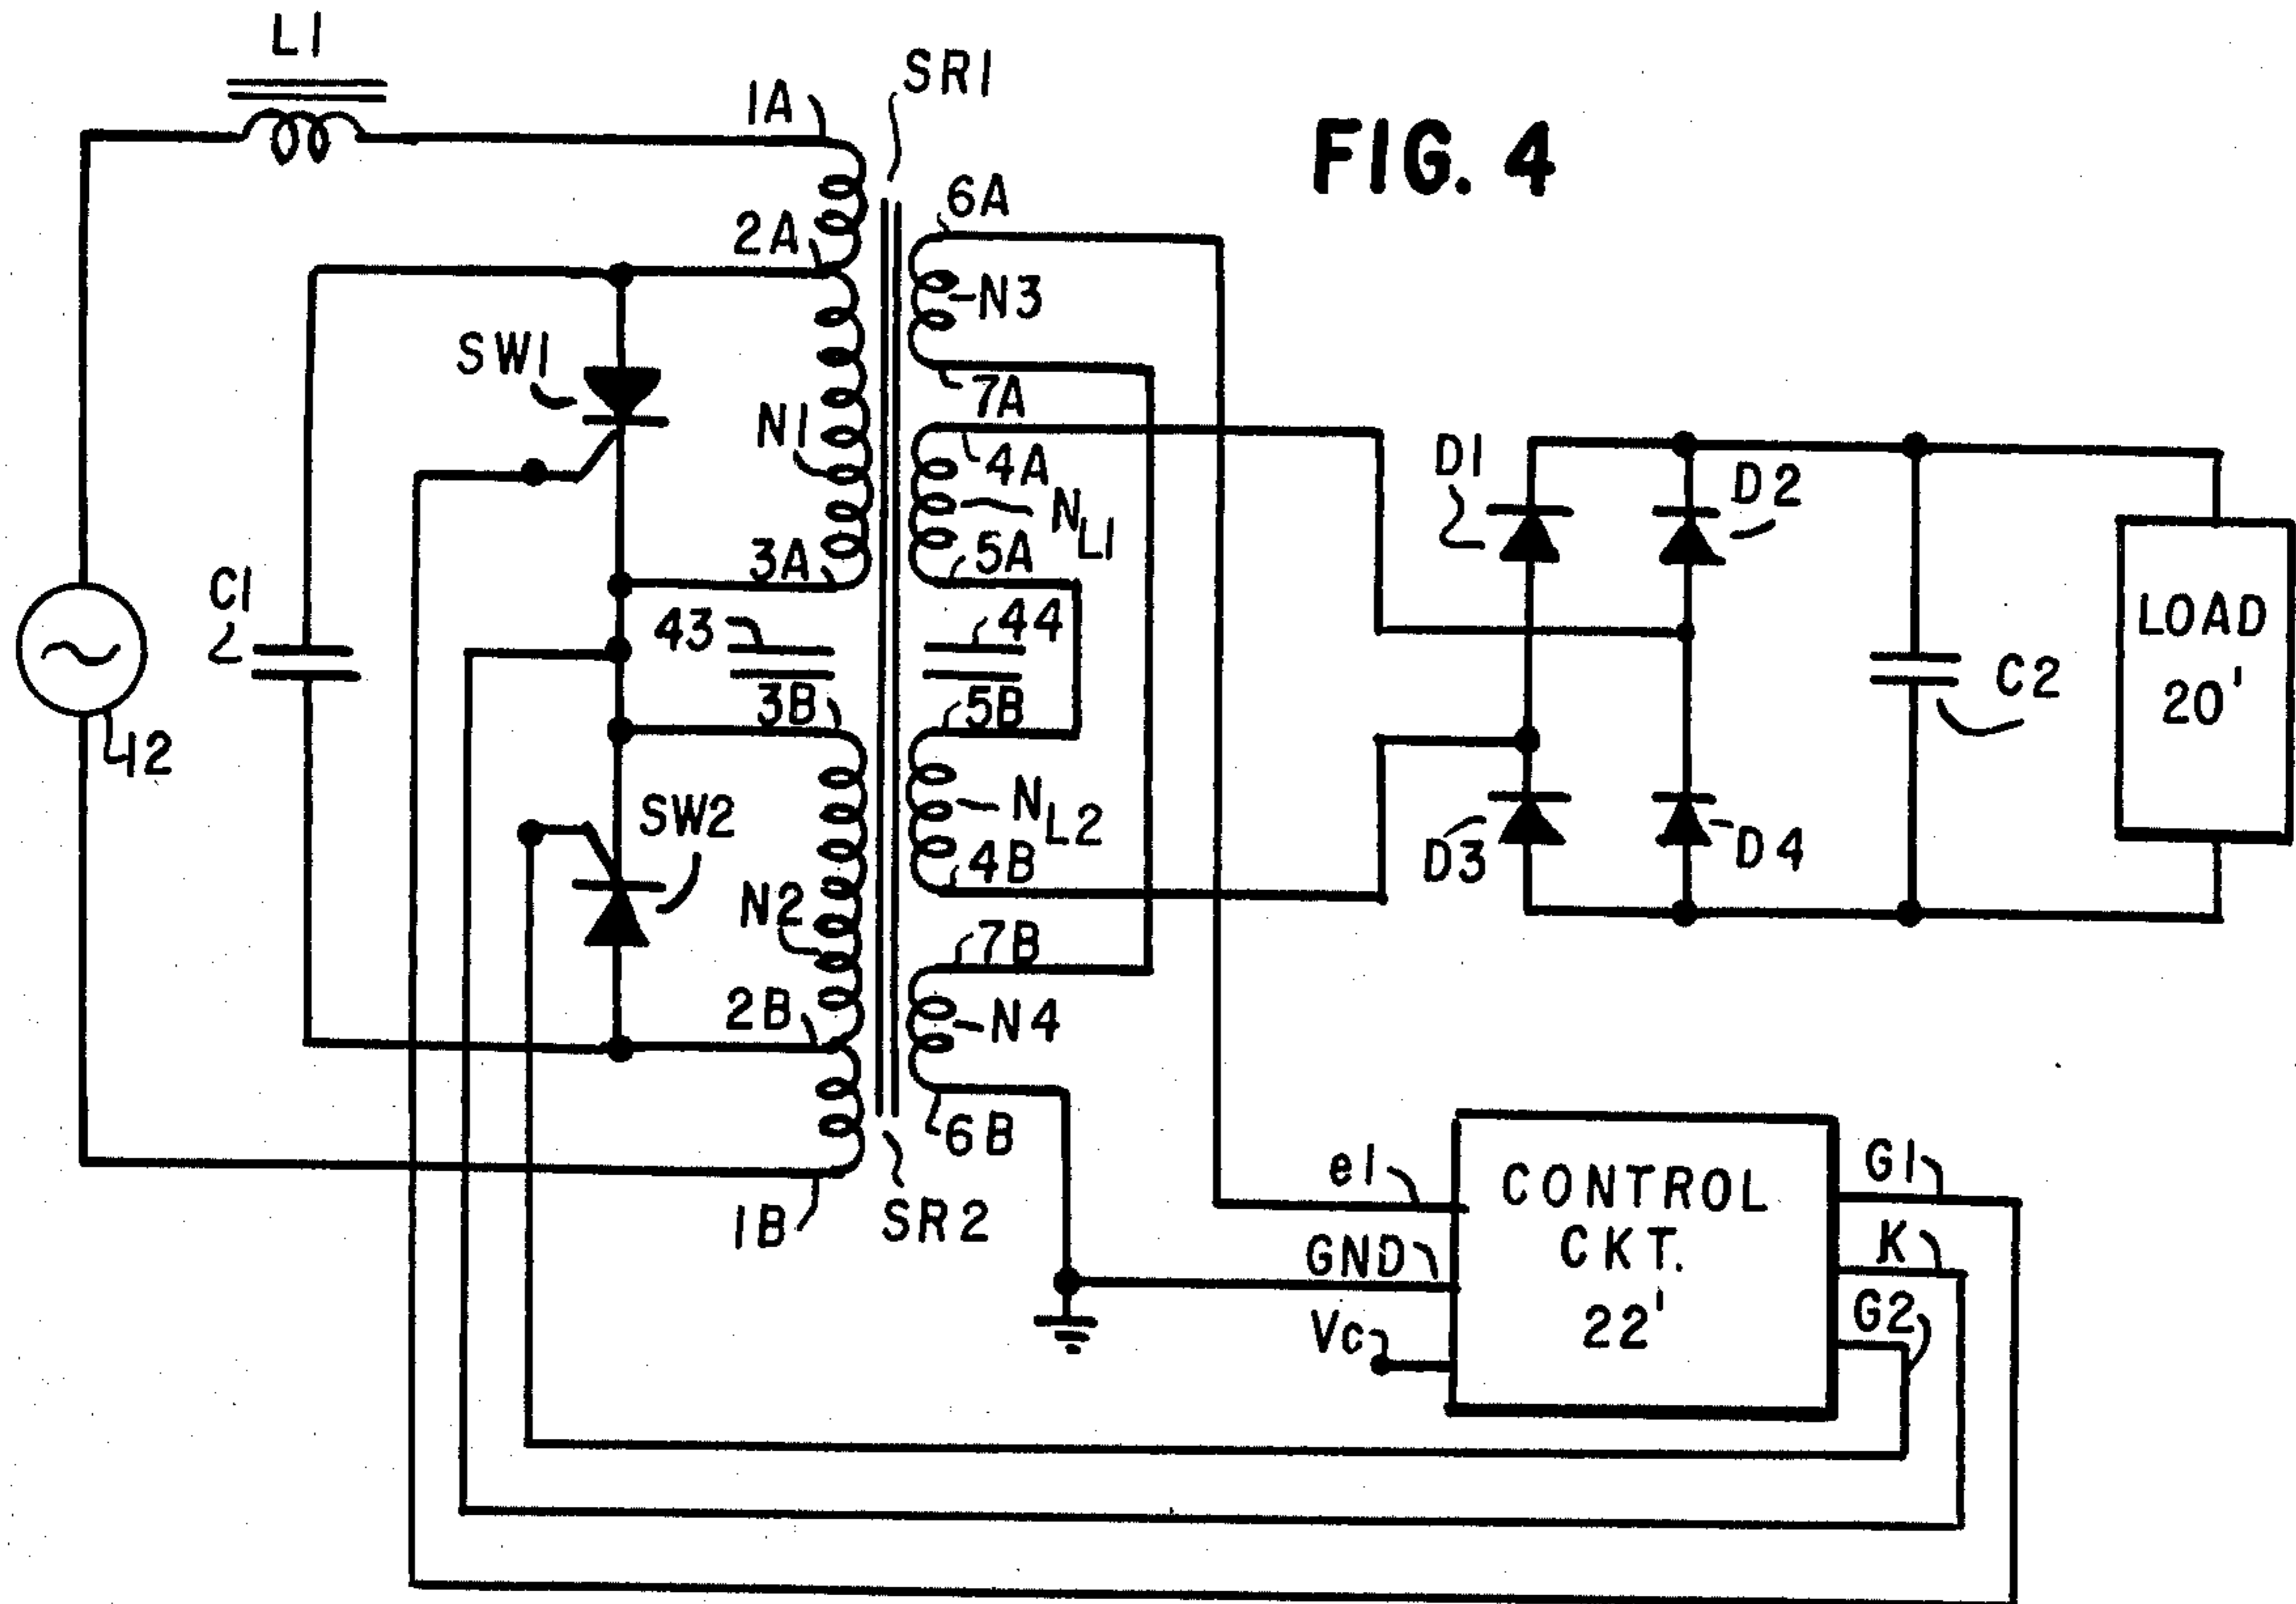 L1
1A
SR1
FIG. 4
6A
2A
N3
SW1
7A
N1
4A
D1
D2
NL1
3A
5A
C1
43
44
LOAD
20'
3B
5B
C2
42
SW2
NL2
D3
D4
4B
N2
7B
2B
N4
6B
e1
CONTROL
CKT.
22'
G1
1B
SR2
GND
K
Vc
G2